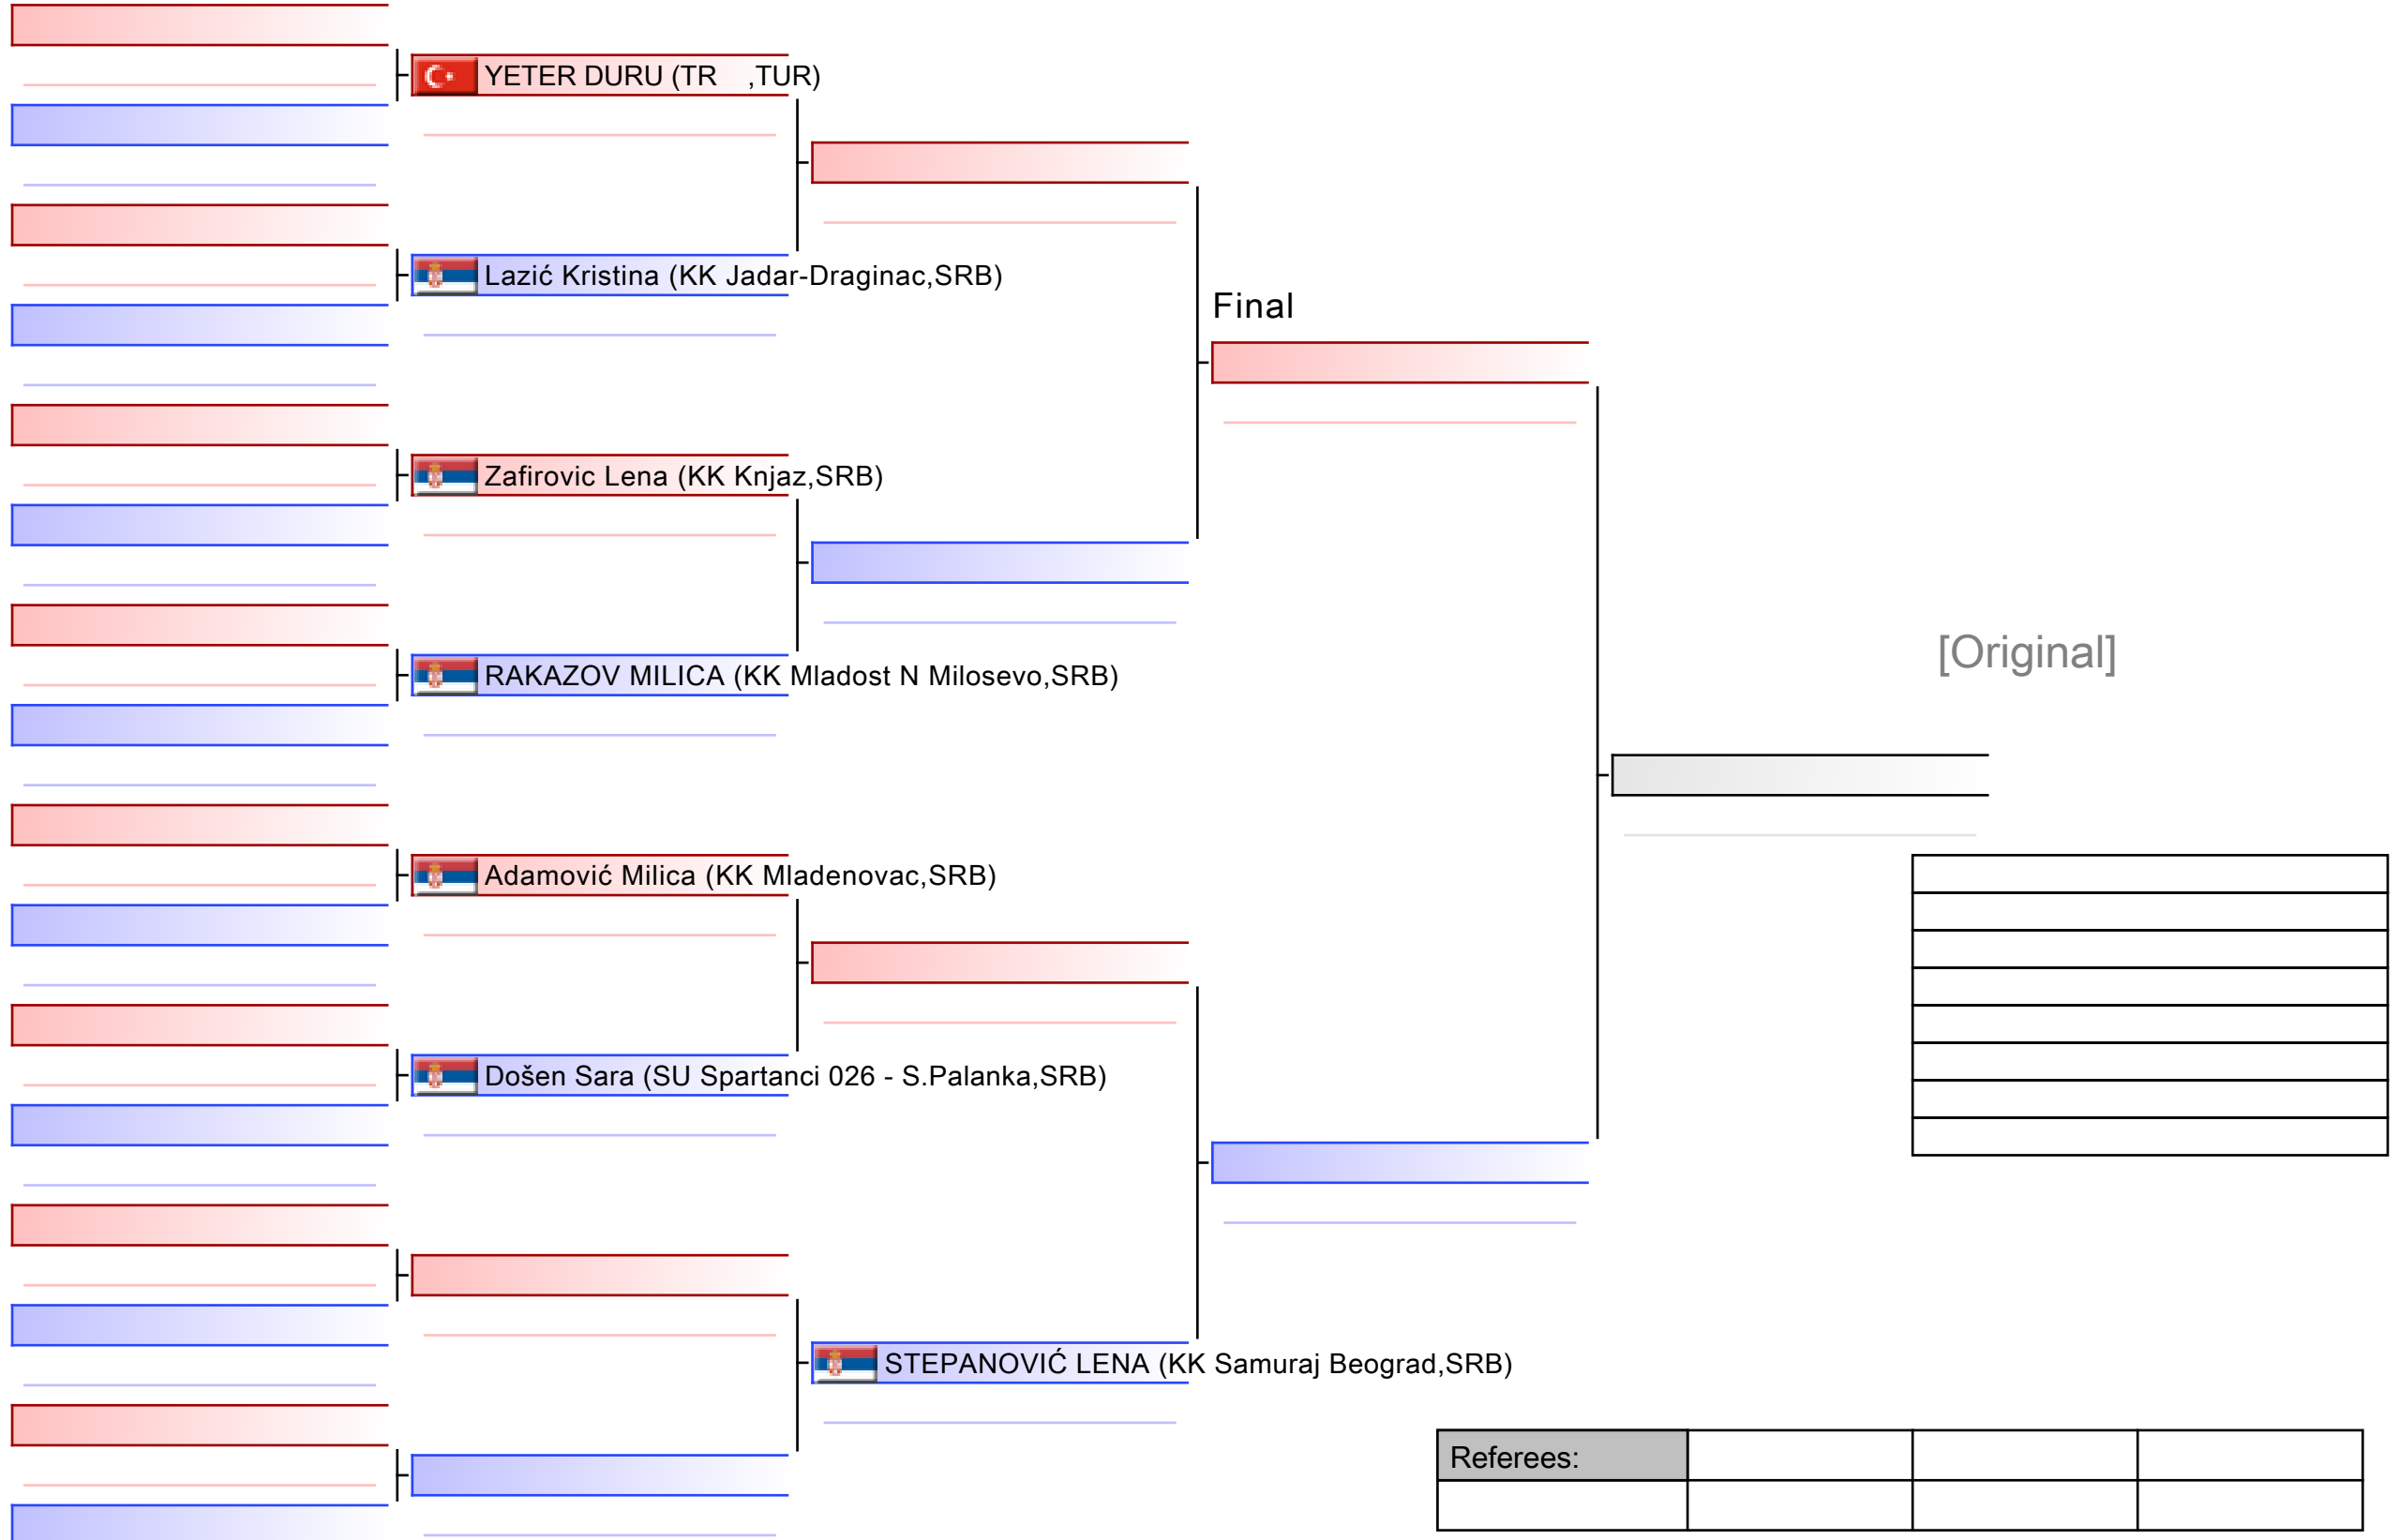 YETER DURU (TR    ,TUR)
Lazić Kristina (KK Jadar-Draginac,SRB)
Final
Zafirovic Lena (KK Knjaz,SRB)
RAKAZOV MILICA (KK Mladost N Milosevo,SRB)
[Original]
Adamović Milica (KK Mladenovac,SRB)
Došen Sara (SU Spartanci 026 - S.Palanka,SRB)
STEPANOVIĆ LENA (KK Samuraj Beograd,SRB)
Referees: